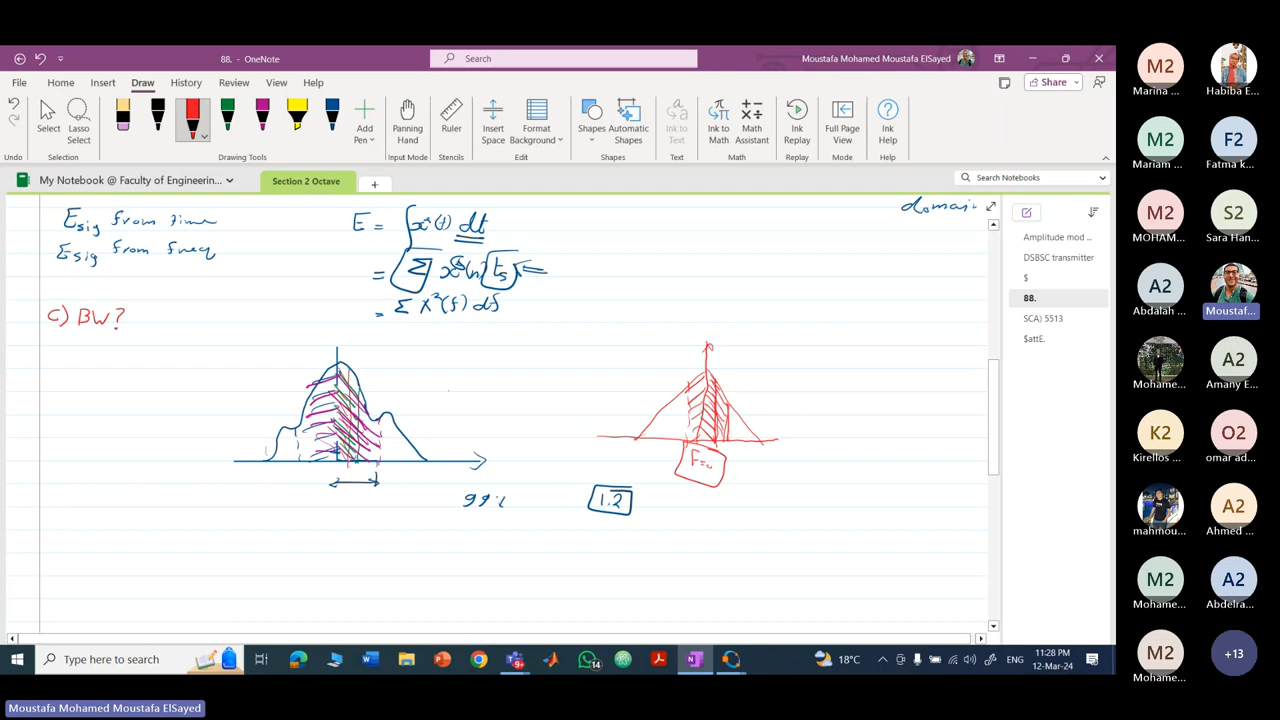 88. - OneNote
Search
Moustafa Mohamed Moustafa ElSayed
File Home Insert Draw History Review View Help
Share
Select
Lasso Select
Add Pen
Panning Hand
Ruler
Insert Space
Format Background
Shapes
Automatic Shapes
Ink to Text
Ink to Math
Math Assistant
Ink Replay
Full Page View
Ink Help
Undo
Selection
Drawing Tools
Input Mode
Stencils
Edit
Shapes
Text
Math
Replay
Mode
Help
My Notebook @ Faculty of Engineerin...
Section 2 Octave
Search Notebooks
domain
E sig from time
E = ∫ x²(t) dt
E sig from freq
= Σ x²(n) ts
= Σ X²(f) df
C) BW?
F=0
99%
1.2
Amplitude mod ...
DSBSC transmitter
$
88.
SCA) 5513
$attE.
M2
Marina ...
Habiba E...
M2
Mariam ...
F2
Fatma k...
M2
MOHAM...
S2
Sara Han...
A2
Abdalah ...
Moustaf...
Mohame...
A2
Amany E...
K2
Kirellos ...
O2
omar ad...
mahmou...
A2
Ahmed ...
M2
Mohame...
A2
Abdelra...
M2
Mohame...
+13
Type here to search
14
18°C
ENG
11:28 PM
12-Mar-24
Moustafa Mohamed Moustafa ElSayed